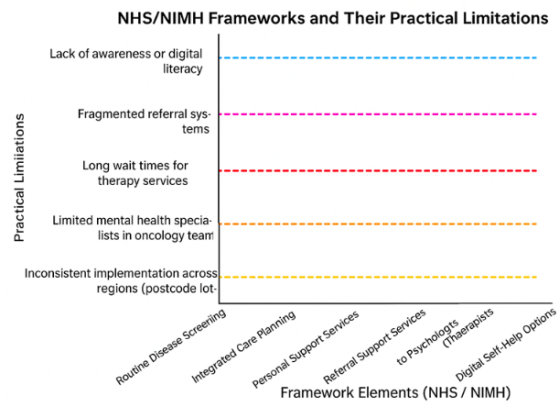 NHS/NIMH Frameworks and Their Practical Limitations
Practical Limiiations
Lack of awareness or digital
literacy
Fragmented referral sys-
tems
Long wait times for
therapy services
Limited mental health specia-
lists in oncology team
Inconsistent implementation across
regions (postcode lot-
Routine Disease Screeing
Integrated Care Planning
Personal Support Services
Referral Support Services
to Psychologts
(Thaerapists
Digital Self-Help Options
Framework Elements (NHS / NIMH)